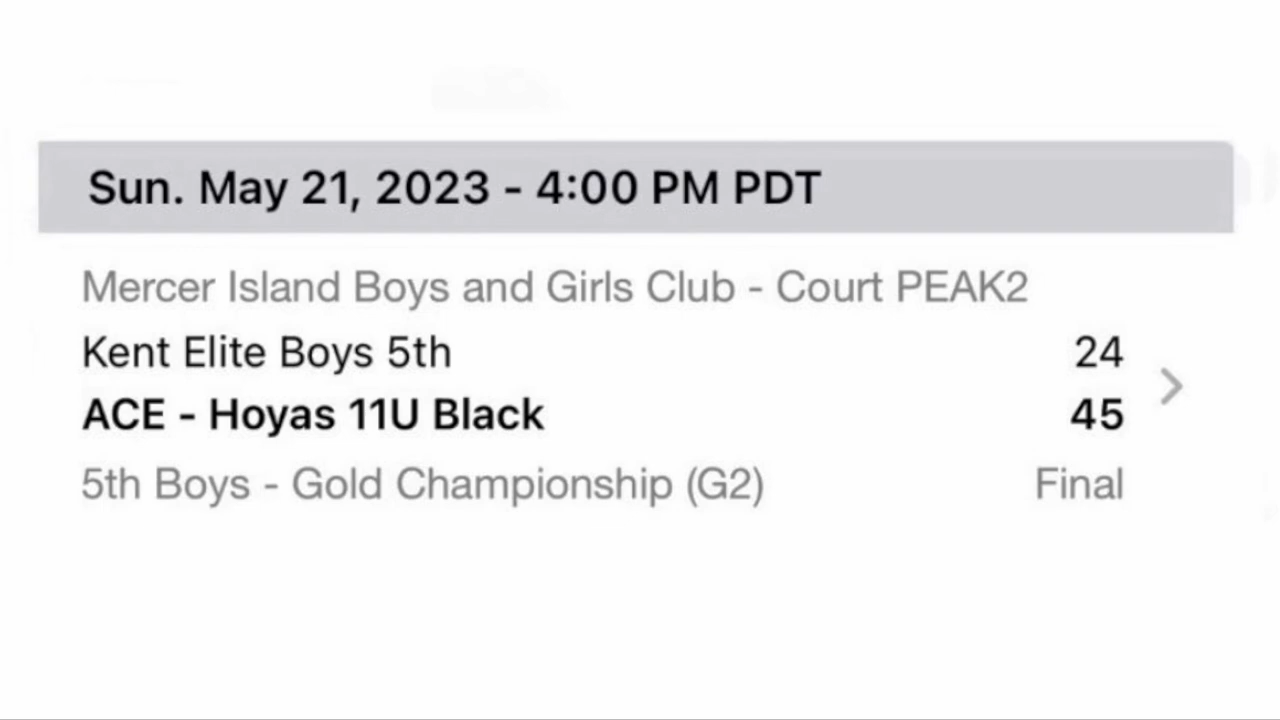 Sun. May 21, 2023 - 4:00 PM PDT
Mercer Island Boys and Girls Club - Court PEAK2
Kent Elite Boys 5th 24
ACE - Hoyas 11U Black 45
5th Boys - Gold Championship (G2) Final